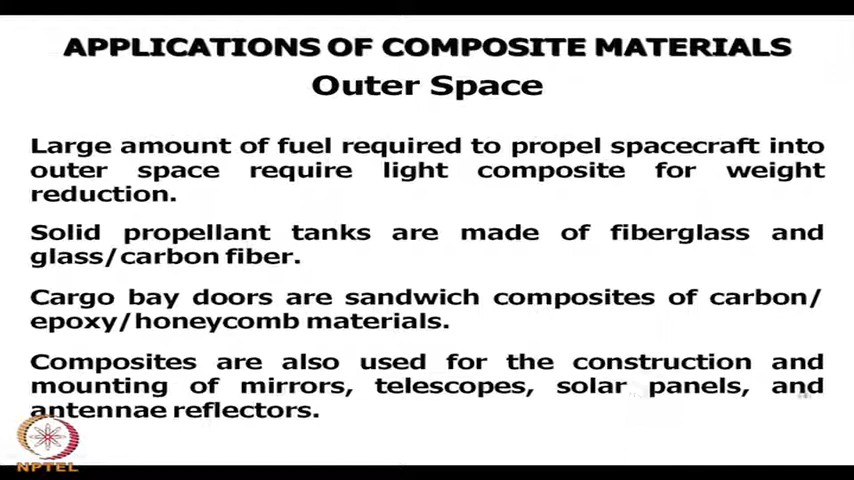 APPLICATIONS OF COMPOSITE MATERIALS
Outer Space
Large amount of fuel required to propel spacecraft into
outer space require light composite for weight
reduction.
Solid propellant tanks are made of fiberglass and
glass/carbon fiber.
Cargo bay doors are sandwich composites of carbon/
epoxy/honeycomb materials.
Composites are also used for the construction and
mounting of mirrors, telescopes, solar panels, and
antennae reflectors.
NPTEL